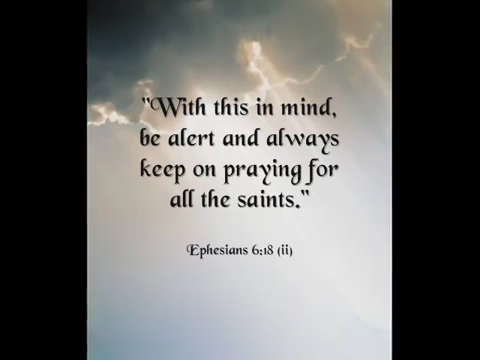 "With this in mind,
be alert and always
keep on praying for
all the saints."
Ephesians 6:18 (ii)